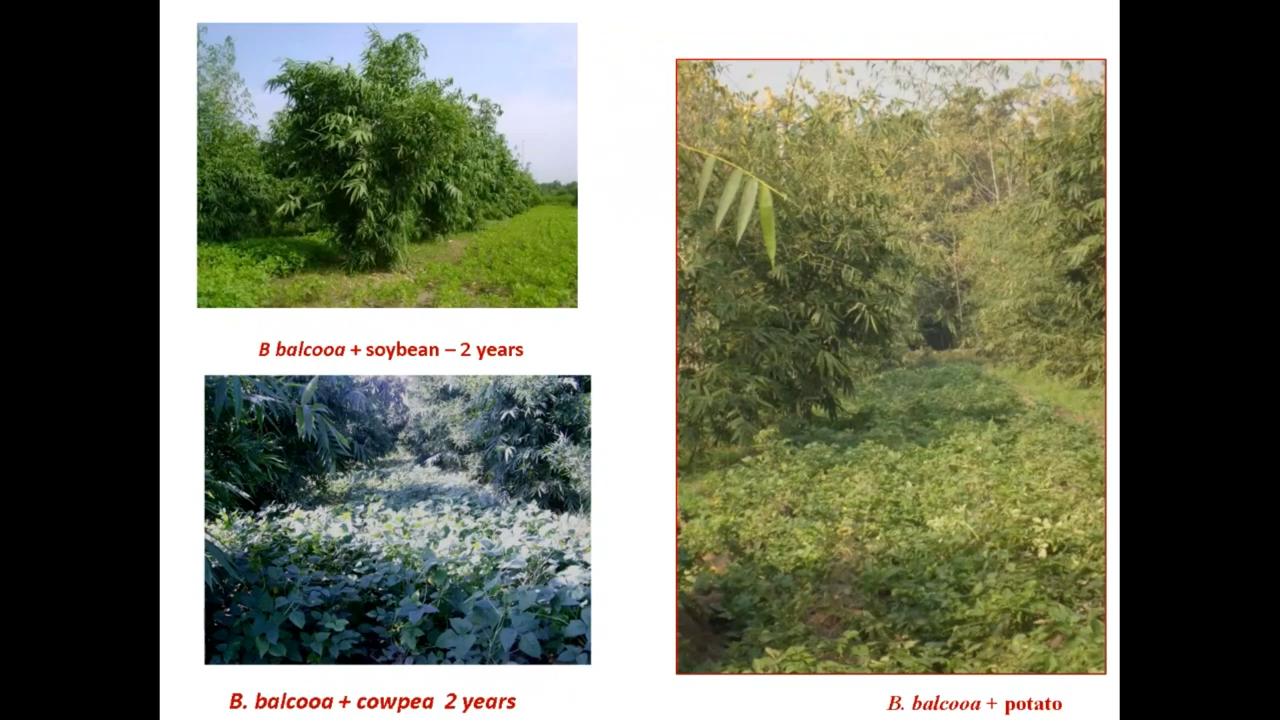 B balcooa + soybean – 2 years
B. balcooa + cowpea 2 years
B. balcooa + potato